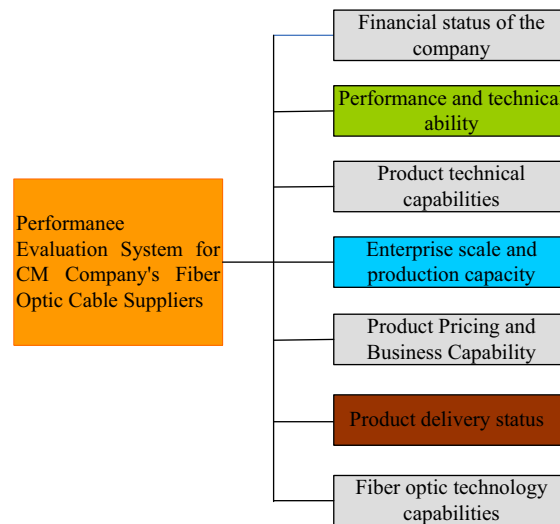 Financial status of the
company
Performance and technical
ability
Product technical
capabilities
Performanee
Evaluation System for
CM Company's Fiber
Optic Cable Suppliers
Enterprise scale and
production capacity
Product Pricing and
Business Capability
Product delivery status
Fiber optic technology
capabilities